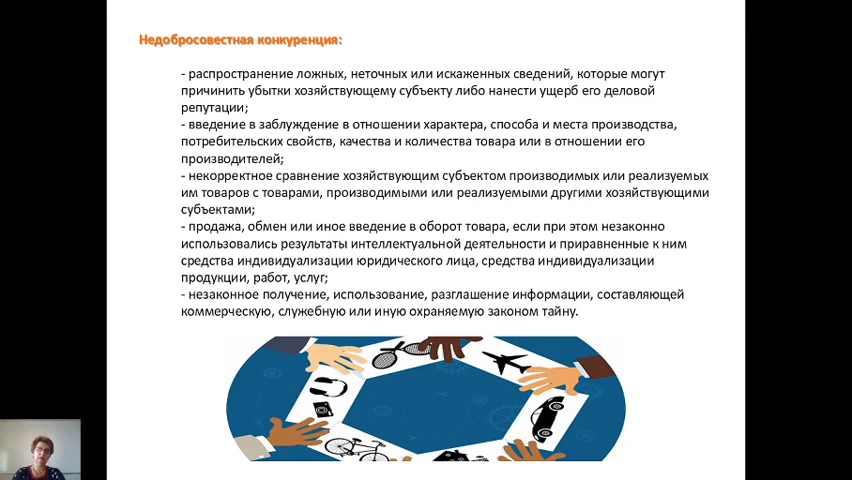 Недобросовестная конкуренция:
- распространение ложных, неточных или искаженных сведений, которые могут
причинить убытки хозяйствующему субъекту либо нанести ущерб его деловой
репутации;
- введение в заблуждение в отношении характера, способа и места производства,
потребительских свойств, качества и количества товара или в отношении его
производителей;
- некорректное сравнение хозяйствующим субъектом производимых или реализуемых
им товаров с товарами, производимыми или реализуемыми другими хозяйствующими
субъектами;
- продажа, обмен или иное введение в оборот товара, если при этом незаконно
использовались результаты интеллектуальной деятельности и приравненные к ним
средства индивидуализации юридического лица, средства индивидуализации
продукции, работ, услуг;
- незаконное получение, использование, разглашение информации, составляющей
коммерческую, служебную или иную охраняемую законом тайну.